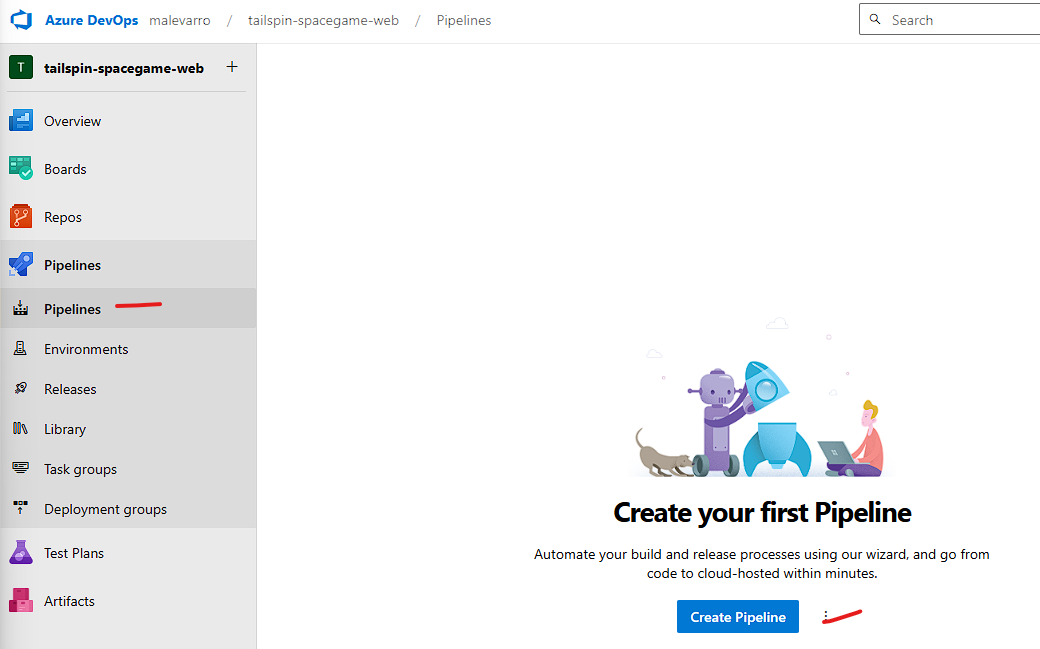 Azure DevOps malevarro / tailspin-spacegame-web / Pipelines
Search
T tailspin-spacegame-web +
Overview
Boards
Repos
Pipelines
Pipelines
Environments
Releases
Library
Task groups
Deployment groups
Test Plans
Artifacts
Create your first Pipeline
Automate your build and release processes using our wizard, and go from
code to cloud-hosted within minutes.
Create Pipeline